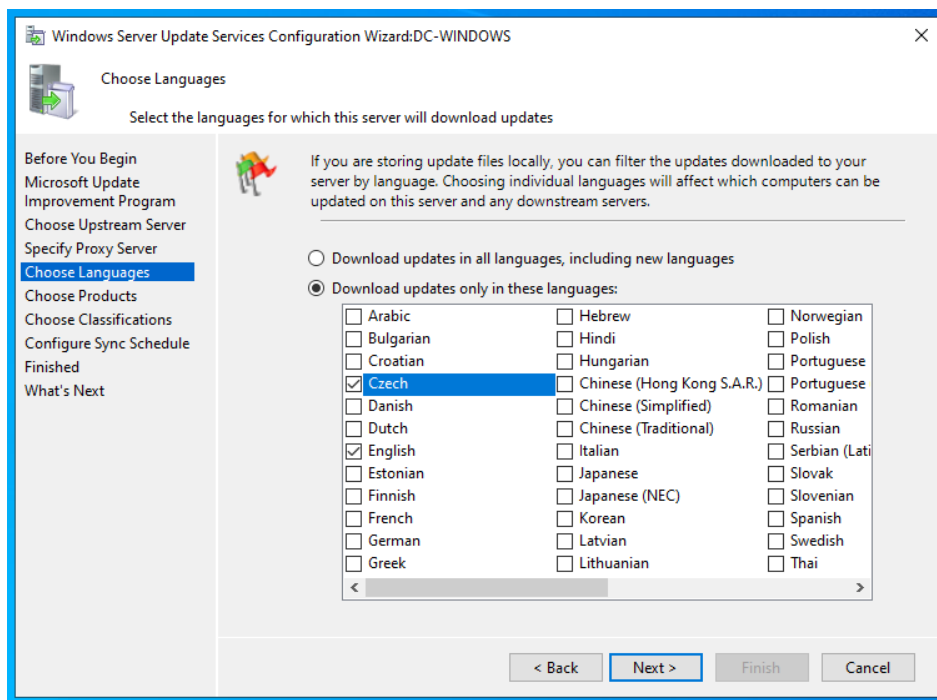 Windows Server Update Services Configuration Wizard:DC-WINDOWS
Choose Languages
Select the languages for which this server will download updates
Before You Begin
Microsoft Update
Improvement Program
Choose Upstream Server
Specify Proxy Server
Choose Languages
Choose Products
Choose Classifications
Configure Sync Schedule
Finished
What's Next
If you are storing update files locally, you can filter the updates downloaded to your
server by language. Choosing individual languages will affect which computers can be
updated on this server and any downstream servers.
Download updates in all languages, including new languages
Download updates only in these languages:
Arabic
Bulgarian
Croatian
Czech
Danish
Dutch
English
Estonian
Finnish
French
German
Greek
Hebrew
Hindi
Hungarian
Chinese (Hong Kong S.A.R.)
Chinese (Simplified)
Chinese (Traditional)
Italian
Japanese
Japanese (NEC)
Korean
Latvian
Lithuanian
Norwegian
Polish
Portuguese
Portuguese
Romanian
Russian
Serbian (Lati
Slovak
Slovenian
Spanish
Swedish
Thai
< Back
Next >
Finish
Cancel